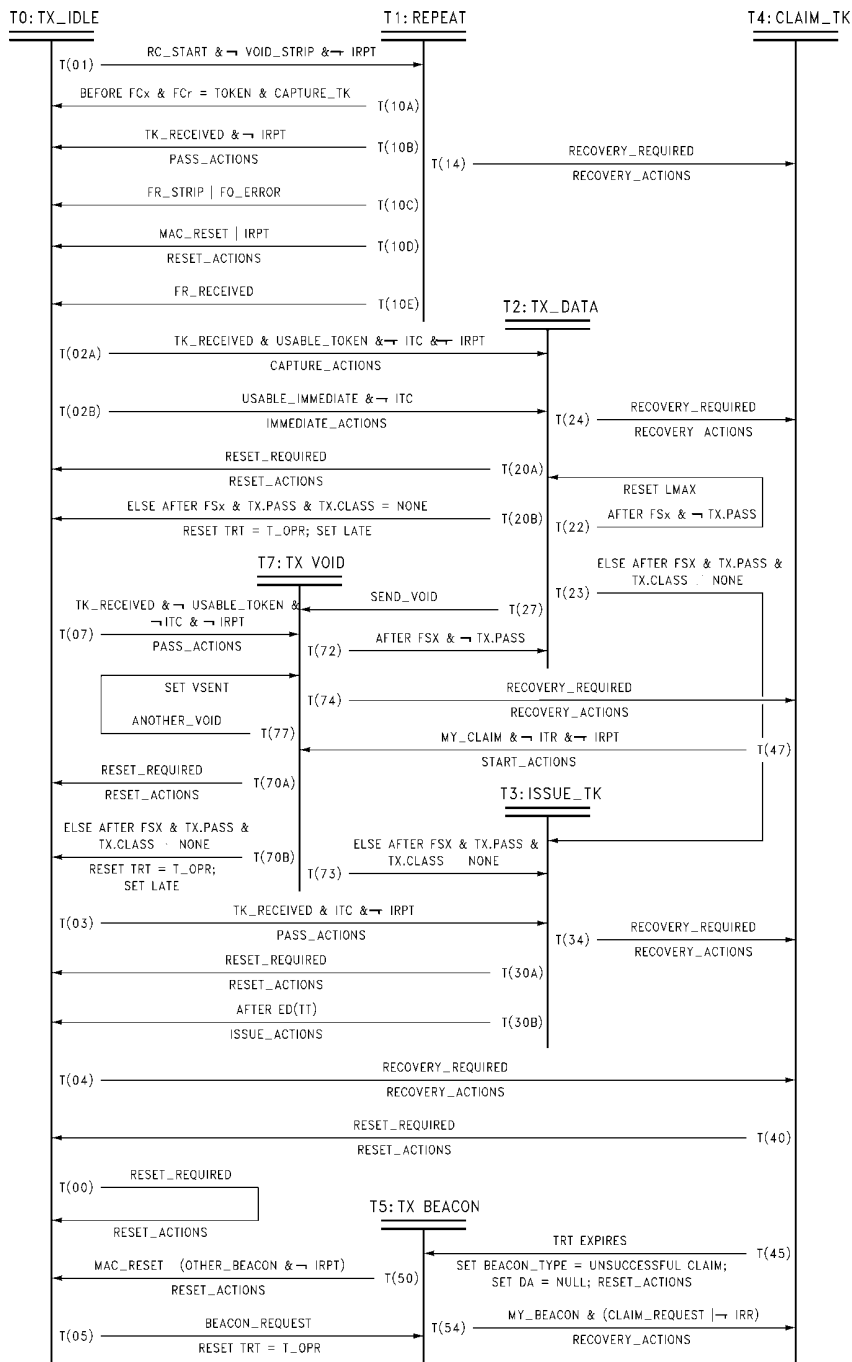 T0: TX_IDLE
T1: REPEAT
T4: CLAIM_TK
T(01)
RC_START & ¬ VOID_STRIP & ¬ IRPT
BEFORE FCx & FCr = TOKEN & CAPTURE_TK
T(10A)
TK_RECEIVED & ¬ IRPT
PASS_ACTIONS
T(10B)
T(14)
RECOVERY_REQUIRED
RECOVERY_ACTIONS
FR_STRIP | FO_ERROR
T(10C)
MAC_RESET | IRPT
RESET_ACTIONS
T(10D)
FR_RECEIVED
T(10E)
T2: TX_DATA
T(02A)
TK_RECEIVED & USABLE_TOKEN & ¬ ITC & ¬ IRPT
CAPTURE_ACTIONS
T(02B)
USABLE_IMMEDIATE & ¬ ITC
IMMEDIATE_ACTIONS
T(24)
RECOVERY_REQUIRED
RECOVERY ACTIONS
RESET_REQUIRED
RESET_ACTIONS
T(20A)
RESET LMAX
ELSE AFTER FSx & TX.PASS & TX.CLASS = NONE
RESET TRT = T_OPR; SET LATE
T(20B)
T(22)
AFTER FSx & ¬ TX.PASS
T7: TX VOID
ELSE AFTER FSX & TX.PASS &
TX.CLASS NONE
T(23)
SEND_VOID
T(27)
TK_RECEIVED & ¬ USABLE_TOKEN &
¬ ITC & ¬ IRPT
T(07)
PASS_ACTIONS
T(72)
AFTER FSX & ¬ TX.PASS
SET VSENT
T(74)
RECOVERY_REQUIRED
RECOVERY_ACTIONS
ANOTHER_VOID
T(77)
MY_CLAIM & ¬ ITR & ¬ IRPT
START_ACTIONS
T(47)
RESET_REQUIRED
RESET_ACTIONS
T(70A)
T3: ISSUE_TK
ELSE AFTER FSX & TX.PASS &
TX.CLASS NONE
T(70B)
RESET TRT = T_OPR;
SET LATE
T(73)
ELSE AFTER FSX & TX.PASS &
TX.CLASS NONE
T(03)
TK_RECEIVED & ITC & ¬ IRPT
PASS_ACTIONS
T(34)
RECOVERY_REQUIRED
RECOVERY_ACTIONS
RESET_REQUIRED
RESET_ACTIONS
T(30A)
AFTER ED(TT)
ISSUE_ACTIONS
T(30B)
T(04)
RECOVERY_REQUIRED
RECOVERY_ACTIONS
RESET_REQUIRED
RESET_ACTIONS
T(40)
T(00)
RESET_REQUIRED
RESET_ACTIONS
T5: TX BEACON
TRT EXPIRES
T(45)
SET BEACON_TYPE = UNSUCCESSFUL CLAIM;
SET DA = NULL; RESET_ACTIONS
MAC_RESET (OTHER_BEACON & ¬ IRPT)
RESET_ACTIONS
T(50)
T(05)
BEACON_REQUEST
RESET TRT = T_OPR
T(54)
MY_BEACON & (CLAIM_REQUEST | ¬ IRR)
RECOVERY_ACTIONS